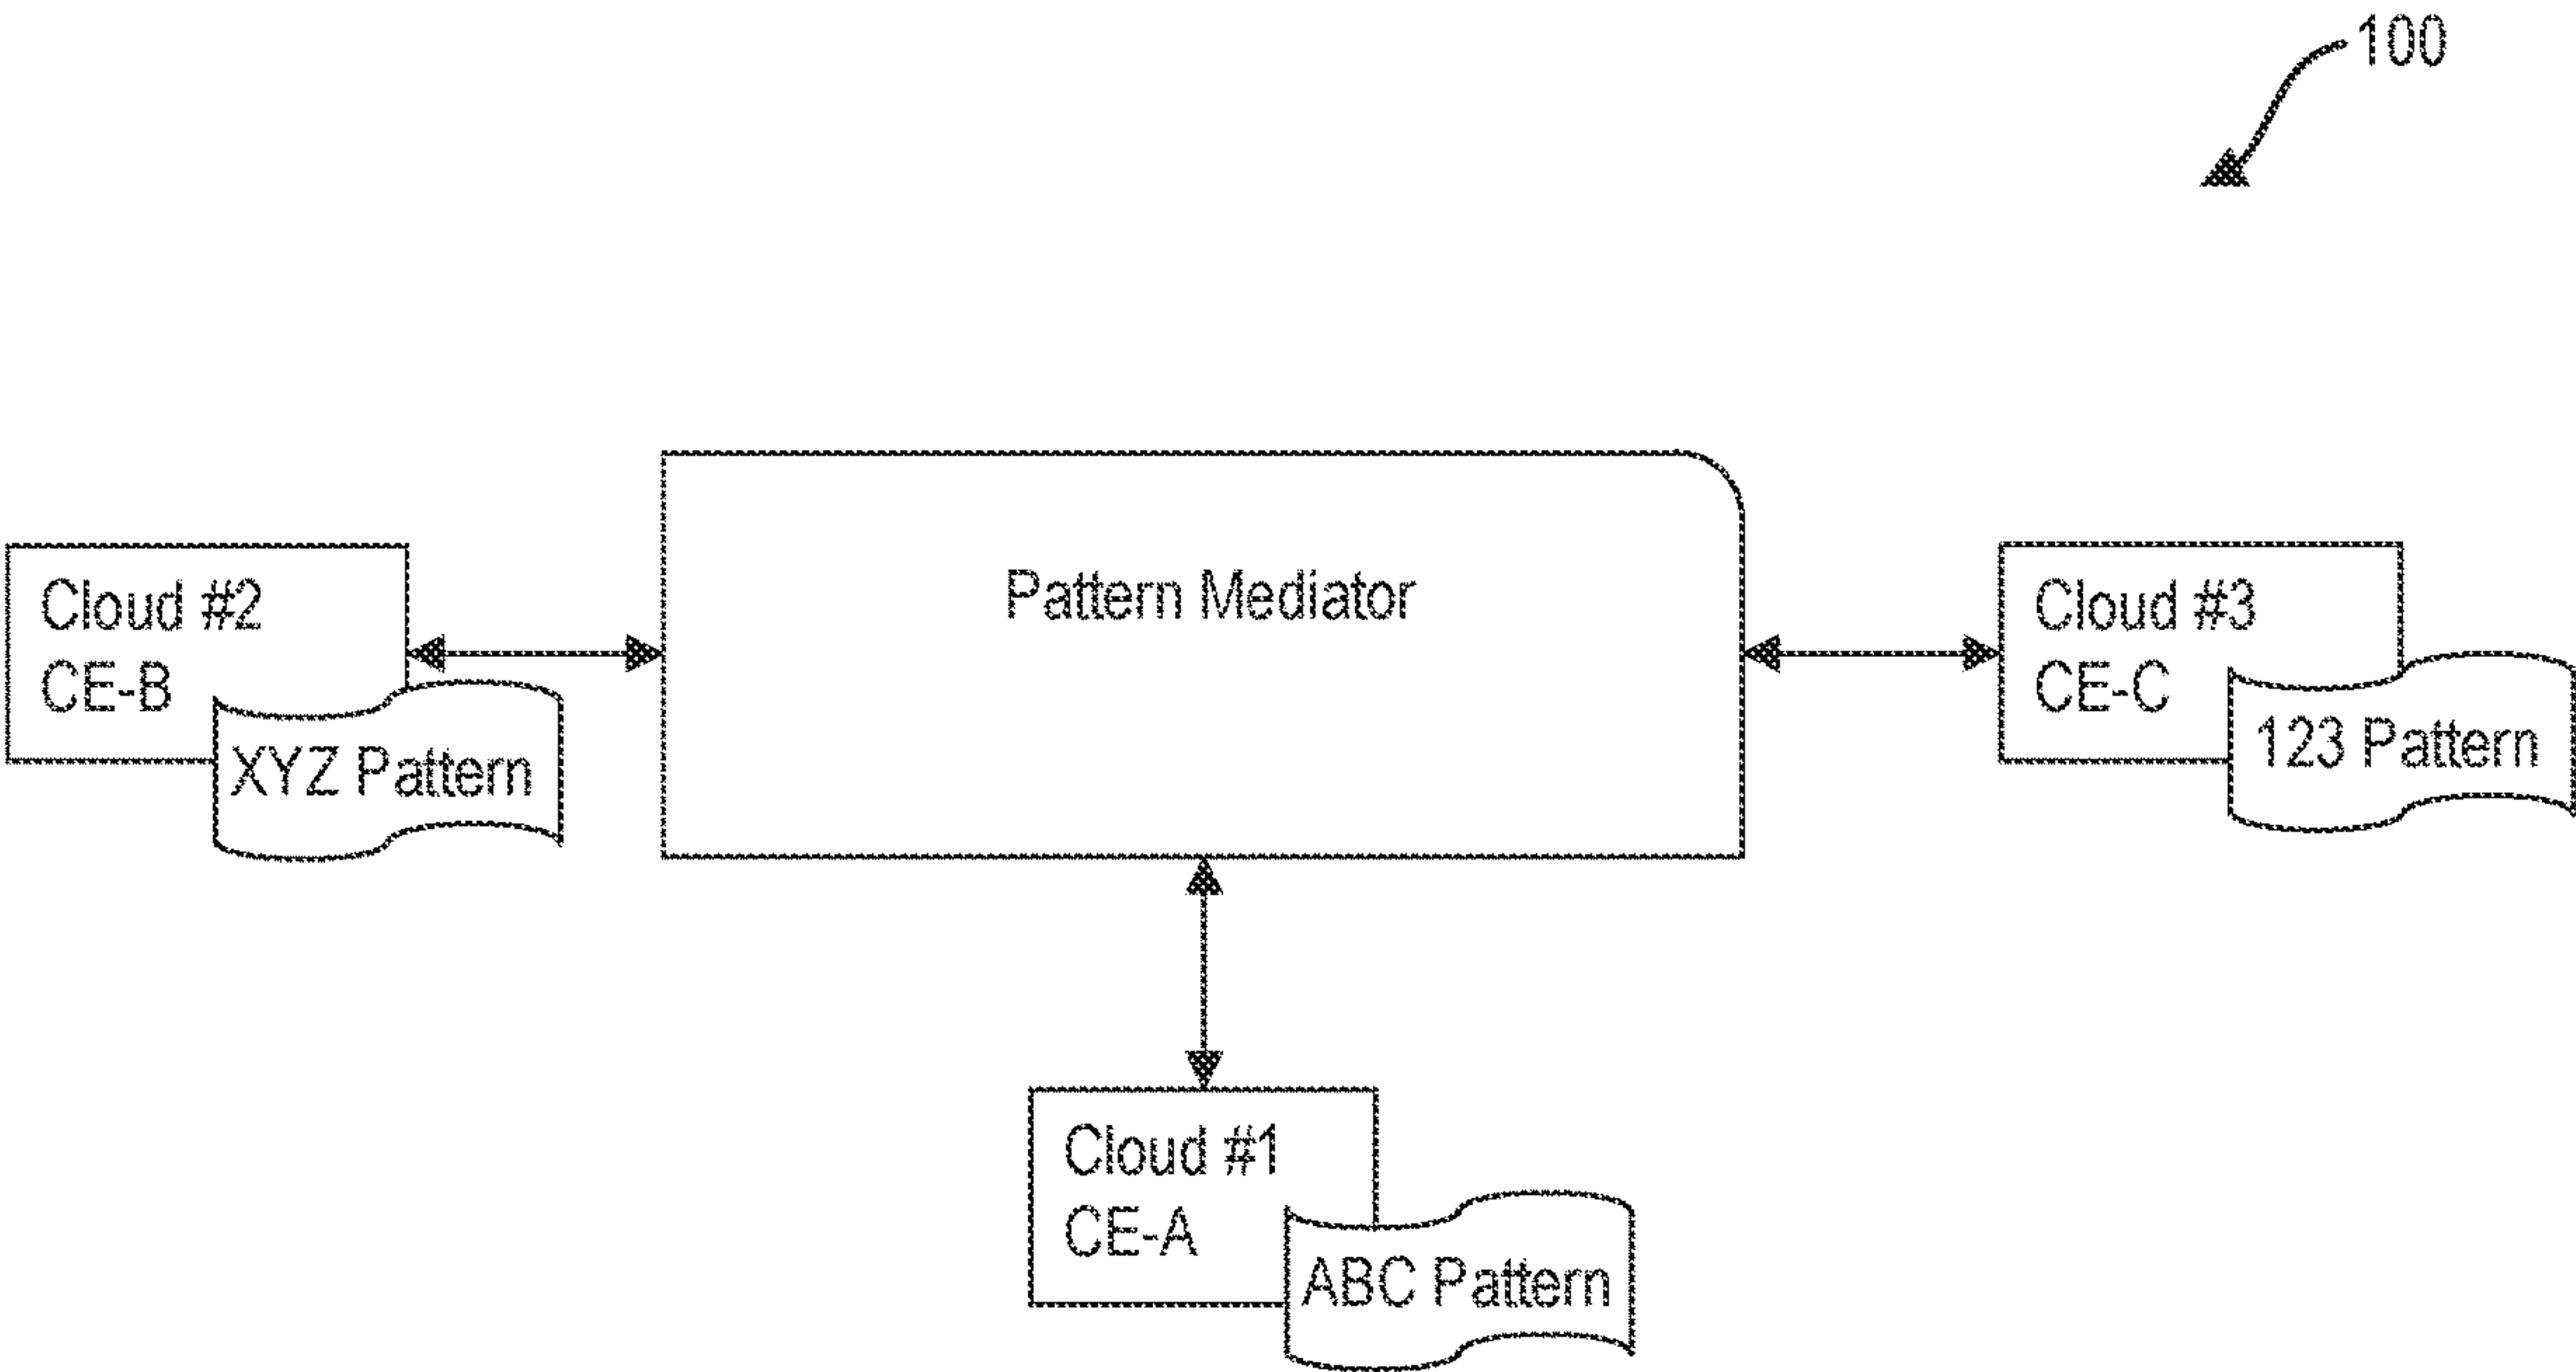 100
Pattern Mediator
Cloud #2
CE-B
XYZ Pattern
Cloud #3
CE-C
123 Pattern
Cloud #1
CE-A
ABC Pattern